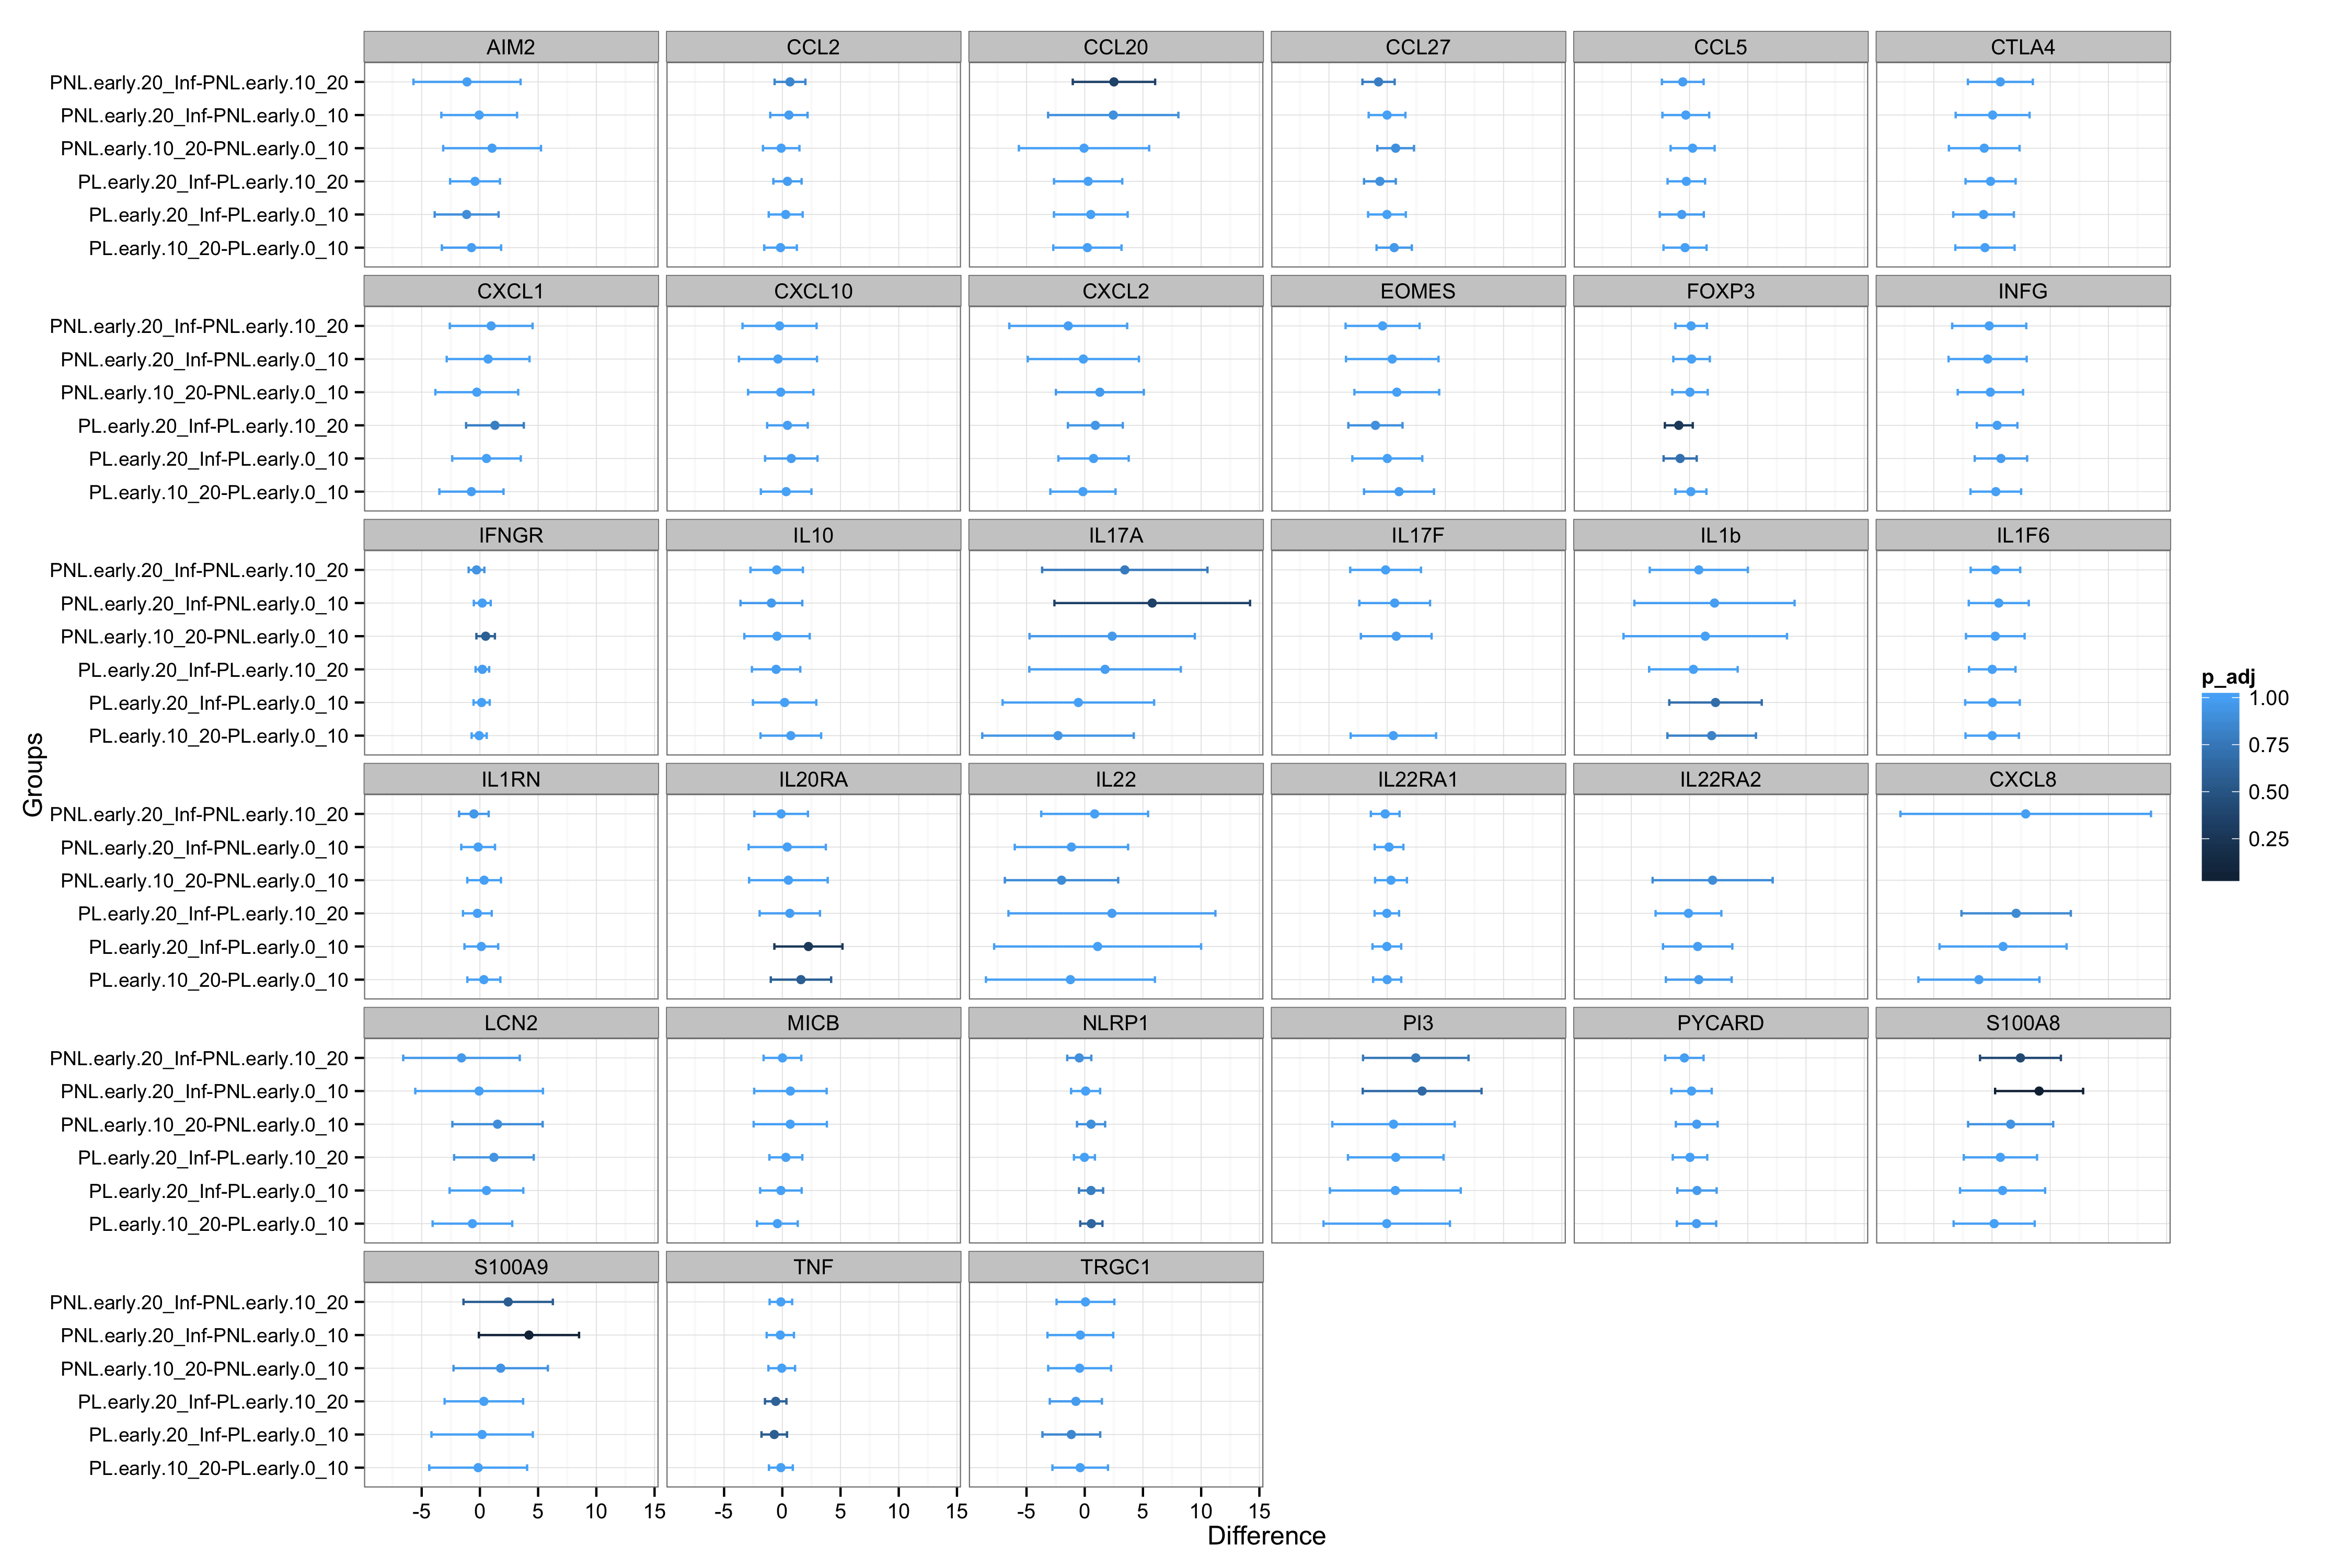 AIM2 CCL2 CCL20 CCL27 CCL5 CTLA4
PNL.early.20_Inf-PNL.early.10_20
PNL.early.20_Inf-PNL.early.0_10
PNL.early.10_20-PNL.early.0_10
PL.early.20_Inf-PL.early.10_20
PL.early.20_Inf-PL.early.0_10
PL.early.10_20-PL.early.0_10
CXCL1 CXCL10 CXCL2 EOMES FOXP3 INFG
PNL.early.20_Inf-PNL.early.10_20
PNL.early.20_Inf-PNL.early.0_10
PNL.early.10_20-PNL.early.0_10
PL.early.20_Inf-PL.early.10_20
PL.early.20_Inf-PL.early.0_10
PL.early.10_20-PL.early.0_10
IFNGR IL10 IL17A IL17F IL1b IL1F6
PNL.early.20_Inf-PNL.early.10_20
PNL.early.20_Inf-PNL.early.0_10
PNL.early.10_20-PNL.early.0_10
PL.early.20_Inf-PL.early.10_20
PL.early.20_Inf-PL.early.0_10
PL.early.10_20-PL.early.0_10
IL1RN IL20RA IL22 IL22RA1 IL22RA2 CXCL8
PNL.early.20_Inf-PNL.early.10_20
PNL.early.20_Inf-PNL.early.0_10
PNL.early.10_20-PNL.early.0_10
PL.early.20_Inf-PL.early.10_20
PL.early.20_Inf-PL.early.0_10
PL.early.10_20-PL.early.0_10
LCN2 MICB NLRP1 PI3 PYCARD S100A8
PNL.early.20_Inf-PNL.early.10_20
PNL.early.20_Inf-PNL.early.0_10
PNL.early.10_20-PNL.early.0_10
PL.early.20_Inf-PL.early.10_20
PL.early.20_Inf-PL.early.0_10
PL.early.10_20-PL.early.0_10
S100A9 TNF TRGC1
PNL.early.20_Inf-PNL.early.10_20
PNL.early.20_Inf-PNL.early.0_10
PNL.early.10_20-PNL.early.0_10
PL.early.20_Inf-PL.early.10_20
PL.early.20_Inf-PL.early.0_10
PL.early.10_20-PL.early.0_10
-5 0 5 10 15 -5 0 5 10 15 -5 0 5 10 15
Difference
Groups
p_adj
1.00
0.75
0.50
0.25